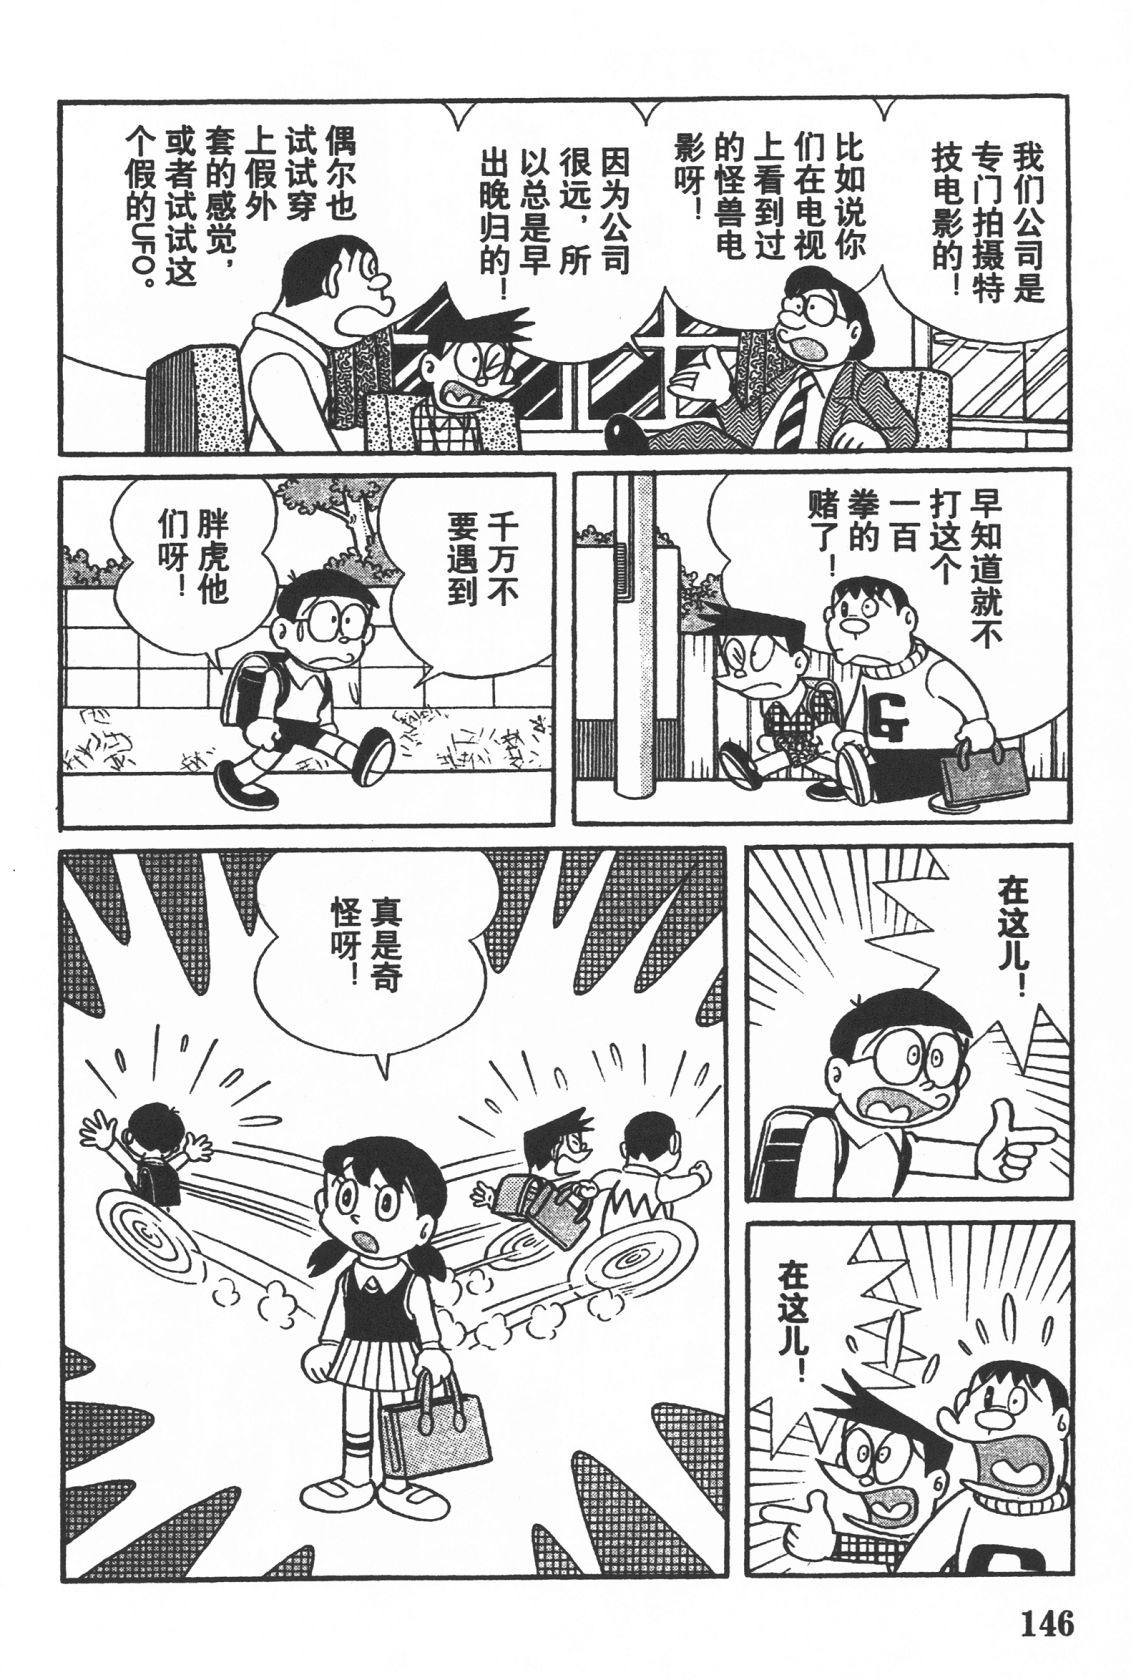 我们公司是
专门拍摄特
技电影的！
比如说你
们在电视
上看到过
的怪兽电
影呀！
因为公司
很远，所
以总是早
出晚归的！
偶尔也
试试穿
上假外
套的感觉，
或者试试这
个假的UFO。
早知道就不
打这个
一百
拳的
赌了！
G
千万不
要遇到
胖虎他
们呀！
在这儿！
在这儿！
真是奇
怪呀！
146